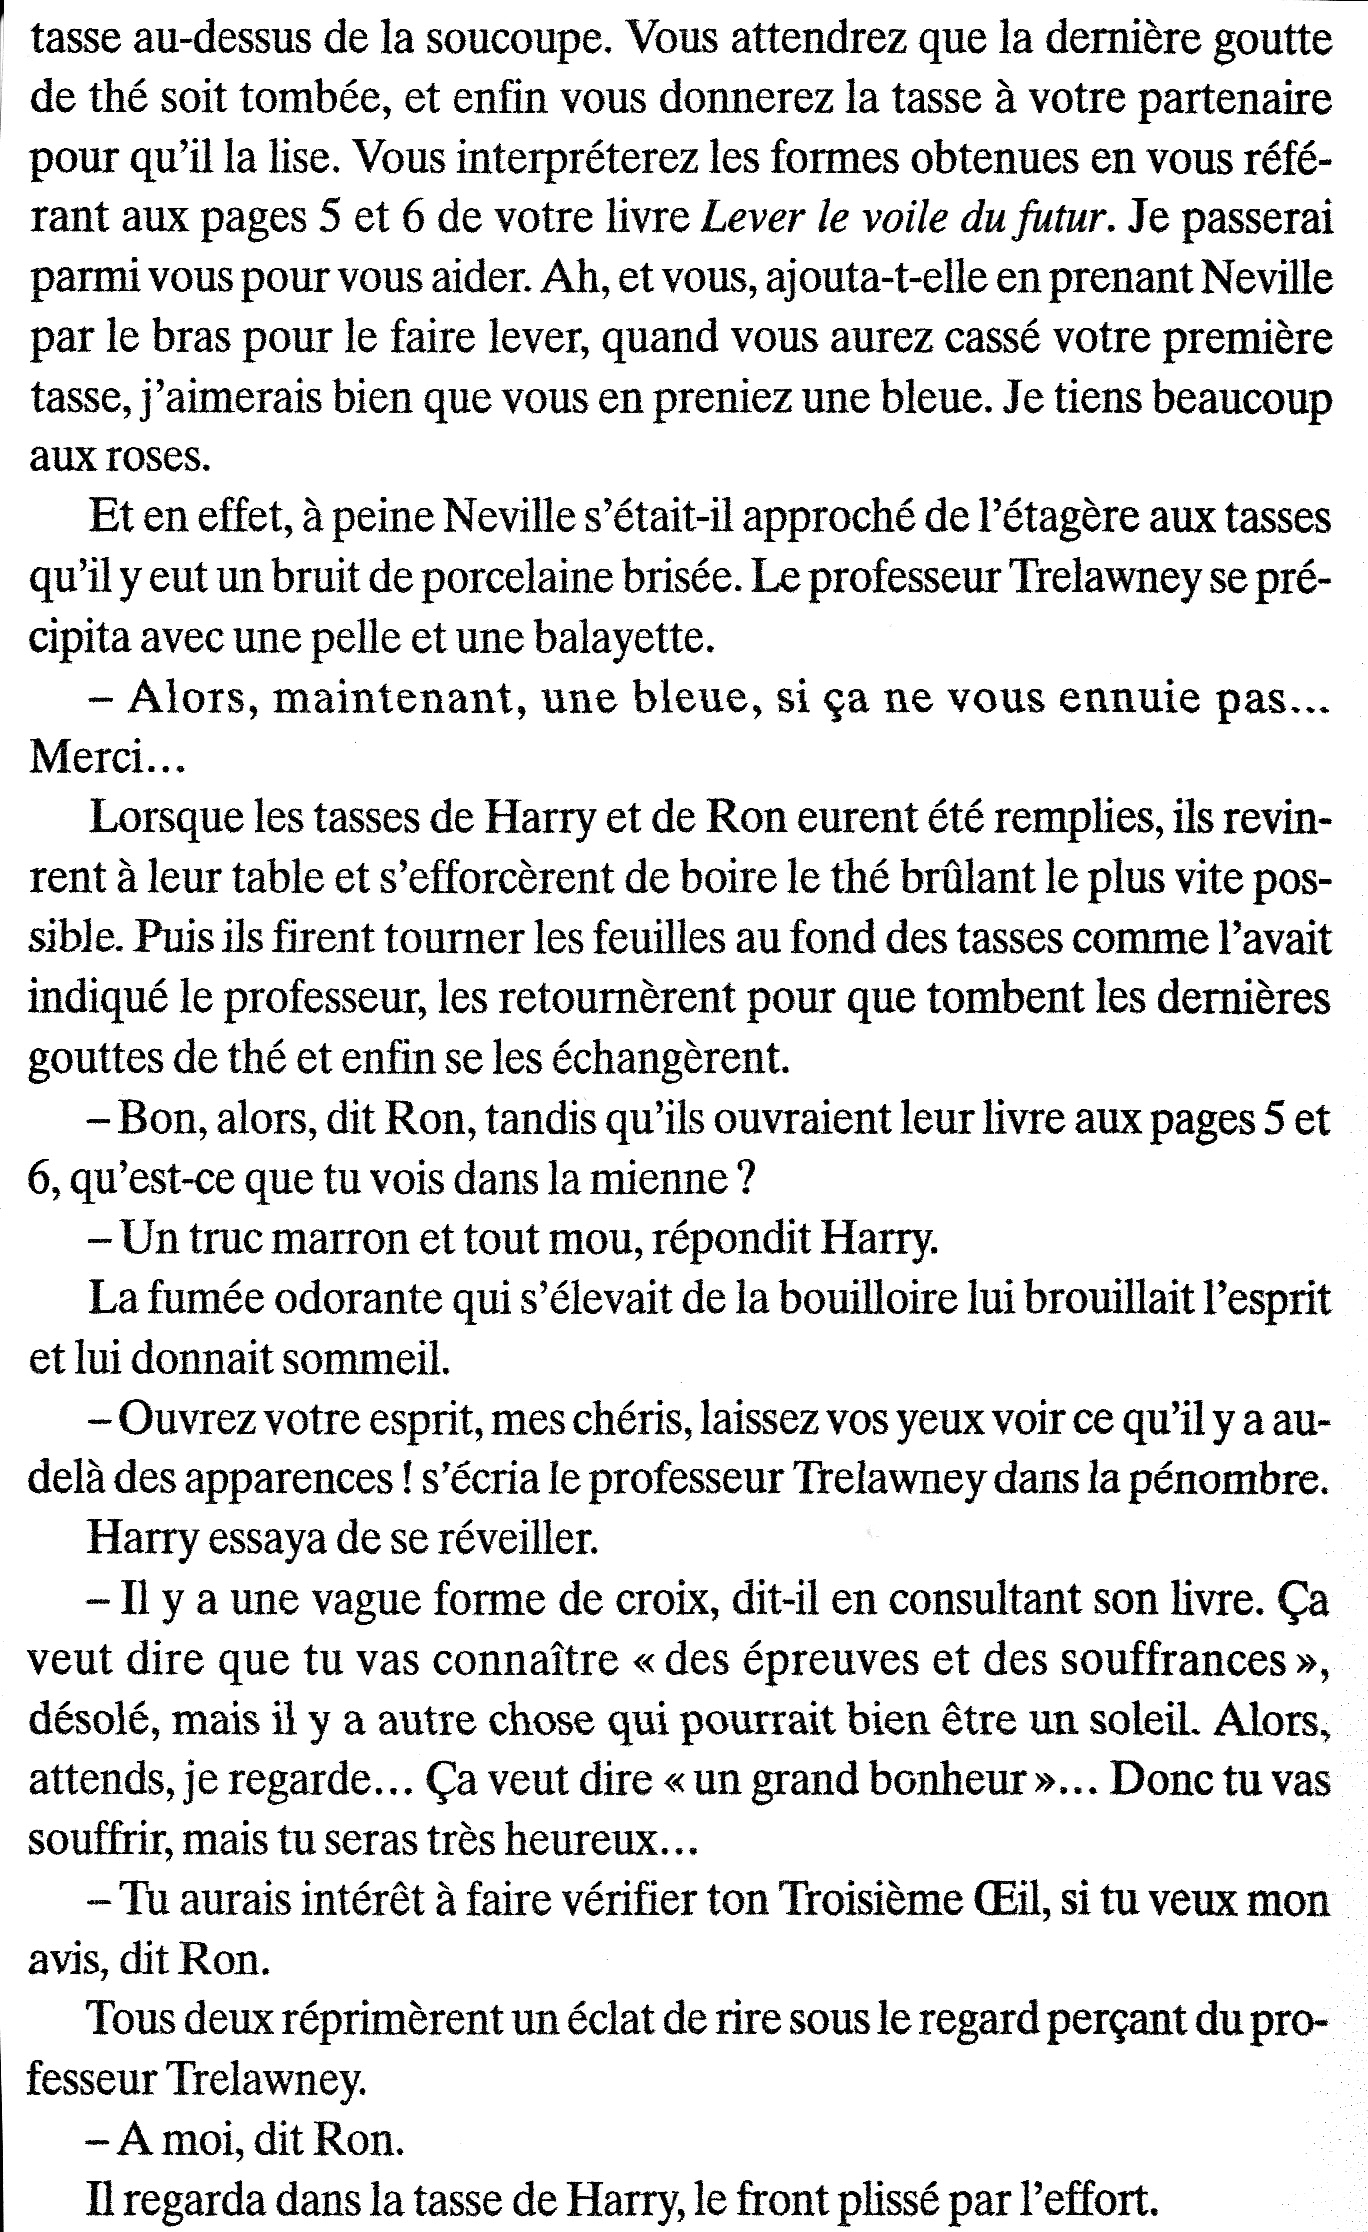 tasse au-dessus de la soucoupe. Vous attendrez que la dernière goutte
de thé soit tombée, et enfin vous donnerez la tasse à votre partenaire
pour qu’il la lise. Vous interpréterez les formes obtenues en vous réfé-
rant aux pages 5 et 6 de votre livre Lever le voile du futur. Je passerai
parmi vous pour vous aider. Ah, et vous, ajouta-t-elle en prenant Neville
par le bras pour le faire lever, quand vous aurez cassé votre première
tasse, j’aimerais bien que vous en preniez une bleue. Je tiens beaucoup
aux roses.
Et en effet, à peine Neville s’était-il approché de l’étagère aux tasses
qu’il y eut un bruit de porcelaine brisée. Le professeur Trelawney se pré-
cipita avec une pelle et une balayette.
– Alors, maintenant, une bleue, si ça ne vous ennuie pas...
Merci...
Lorsque les tasses de Harry et de Ron eurent été remplies, ils revin-
rent à leur table et s’efforcèrent de boire le thé brûlant le plus vite pos-
sible. Puis ils firent tourner les feuilles au fond des tasses comme l’avait
indiqué le professeur, les retournèrent pour que tombent les dernières
gouttes de thé et enfin se les échangèrent.
– Bon, alors, dit Ron, tandis qu’ils ouvraient leur livre aux pages 5 et
6, qu’est-ce que tu vois dans la mienne ?
– Un truc marron et tout mou, répondit Harry.
La fumée odorante qui s’élevait de la bouilloire lui brouillait l’esprit
et lui donnait sommeil.
– Ouvrez votre esprit, mes chéris, laissez vos yeux voir ce qu’il y a au-
delà des apparences ! s’écria le professeur Trelawney dans la pénombre.
Harry essaya de se réveiller.
– Il y a une vague forme de croix, dit-il en consultant son livre. Ça
veut dire que tu vas connaître « des épreuves et des souffrances »,
désolé, mais il y a autre chose qui pourrait bien être un soleil. Alors,
attends, je regarde... Ça veut dire « un grand bonheur »... Donc tu vas
souffrir, mais tu seras très heureux...
– Tu aurais intérêt à faire vérifier ton Troisième Œil, si tu veux mon
avis, dit Ron.
Tous deux réprimèrent un éclat de rire sous le regard perçant du pro-
fesseur Trelawney.
– A moi, dit Ron.
Il regarda dans la tasse de Harry, le front plissé par l’effort.